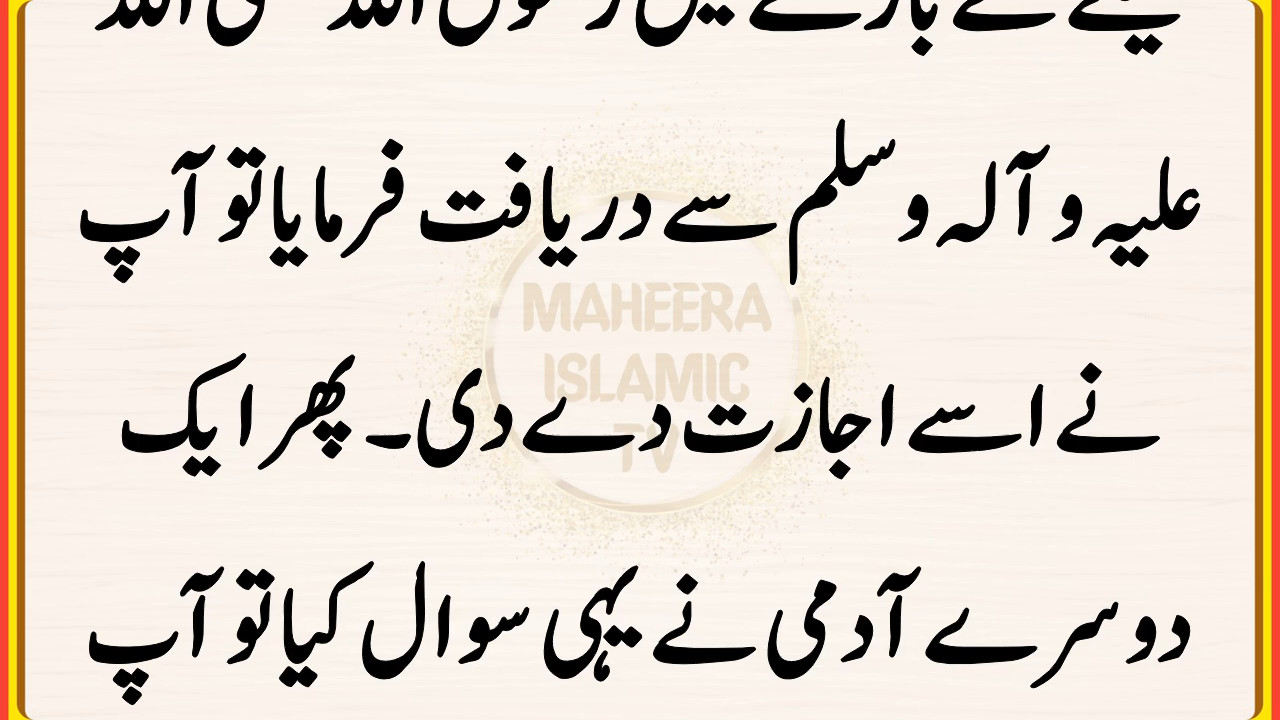 کے بارے میں رسول اللہ صلی اللہ
علیہ و آلہ وسلم سے دریافت فرمایا تو آپ
نے اسے اجازت دے دی۔ پھر ایک
دوسرے آدمی نے یہی سوال کیا تو آپ
MAHEERA
ISLAMIC
TV